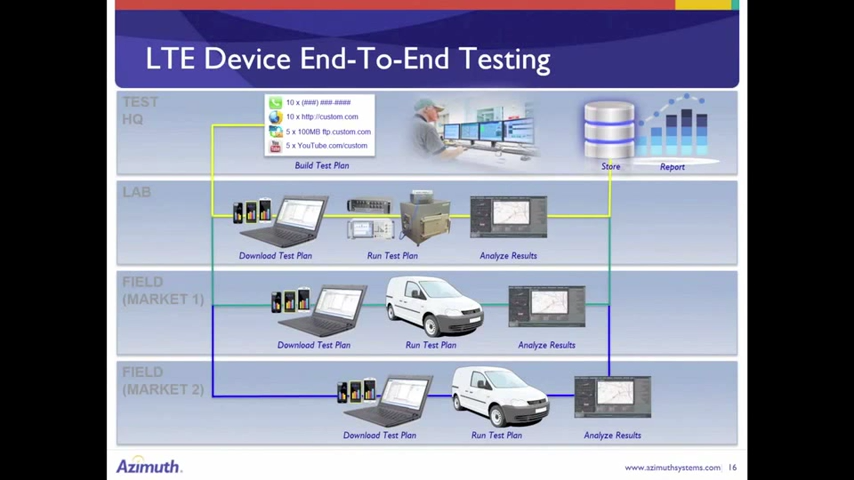 LTE Device End-To-End Testing
TEST
HQ
10 x (###) ###-####
10 x http://custom.com
5 x 100MB ftp.custom.com
5 x YouTube.com/custom
Build Test Plan
Store
Report
LAB
Download Test Plan
Run Test Plan
Analyze Results
FIELD
(MARKET 1)
Download Test Plan
Run Test Plan
Analyze Results
FIELD
(MARKET 2)
Download Test Plan
Run Test Plan
Analyze Results
Azimuth
www.azimuthsystems.com
16